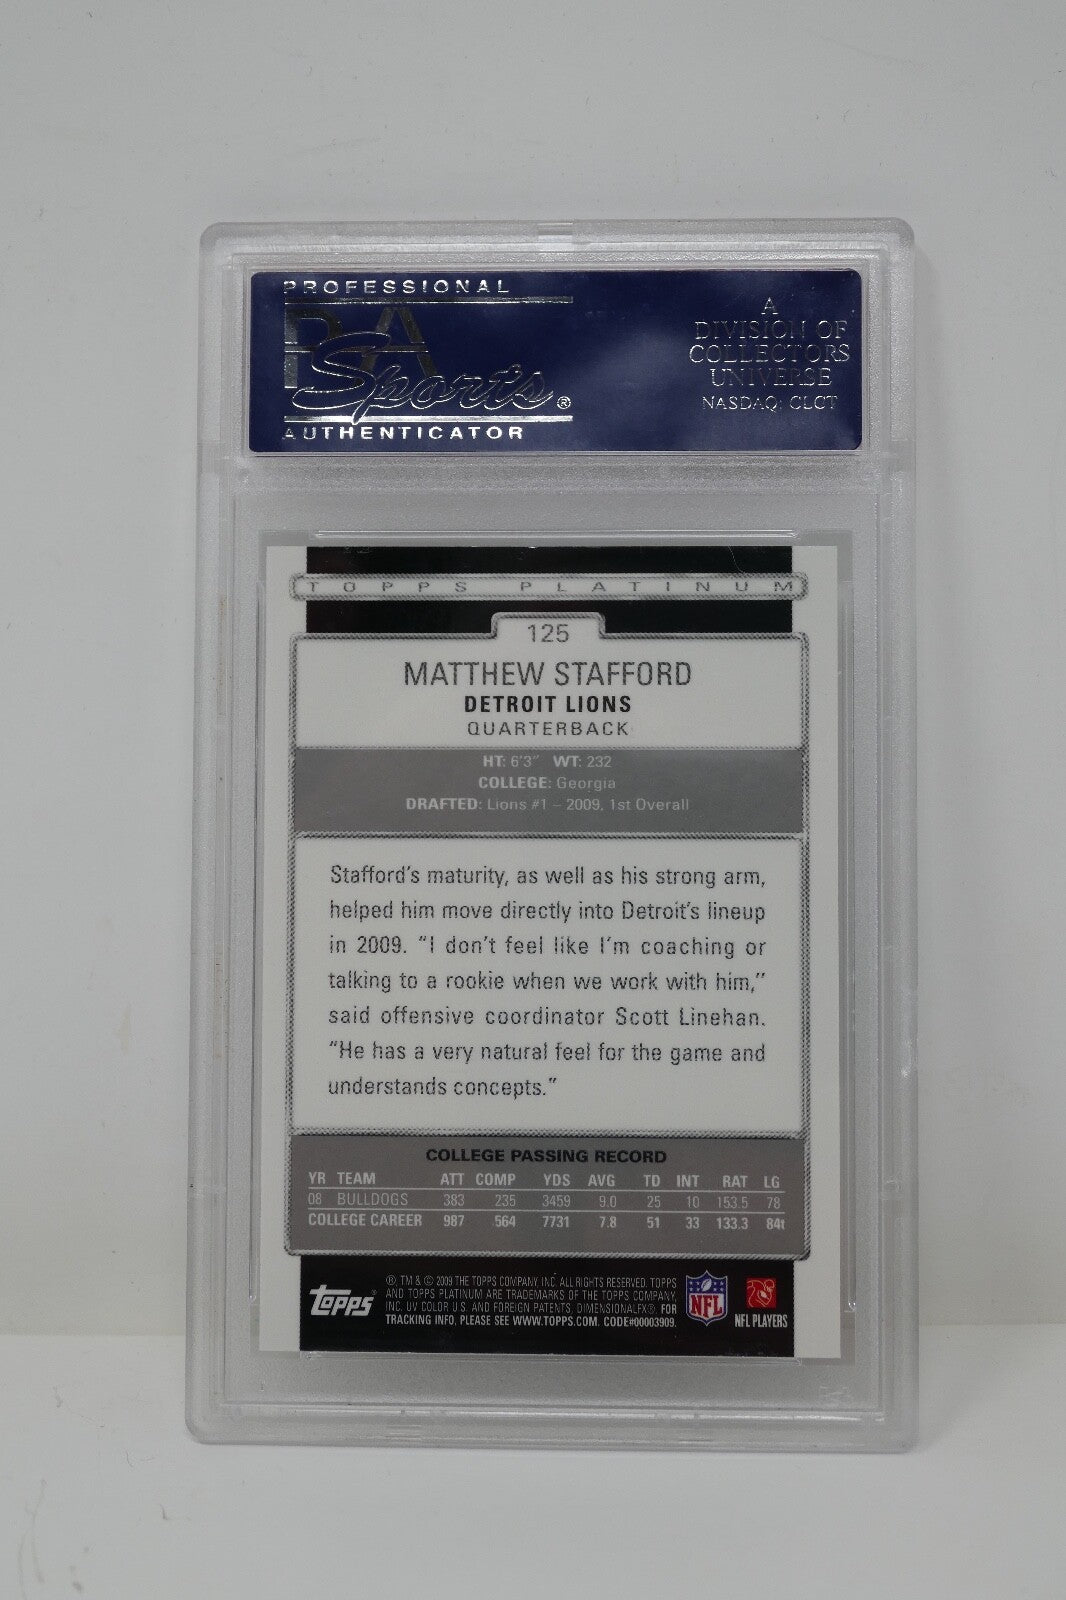 PROFESSIONAL
PSA
Sports®
AUTHENTICATOR
A
DIVISION OF
COLLECTORS
UNIVERSE
NASDAQ: CLCT
TOPPS PLATINUM
125
MATTHEW STAFFORD
DETROIT LIONS
QUARTERBACK
HT: 6'3" WT: 232
COLLEGE: Georgia
DRAFTED: Lions #1 – 2009, 1st Overall
Stafford's maturity, as well as his strong arm,
helped him move directly into Detroit's lineup
in 2009. "I don't feel like I'm coaching or
talking to a rookie when we work with him,"
said offensive coordinator Scott Linehan.
"He has a very natural feel for the game and
understands concepts."
COLLEGE PASSING RECORD
YR TEAM ATT COMP YDS AVG TD INT RAT LG
08 BULLDOGS 383 235 3459 9.0 25 10 153.5 78
COLLEGE CAREER 987 564 7731 7.8 51 33 133.3 84t
Topps®
®, TM & © 2009 THE TOPPS COMPANY, INC. ALL RIGHTS RESERVED. TOPPS
AND TOPPS PLATINUM ARE TRADEMARKS OF THE TOPPS COMPANY,
INC. UV COLOR U.S. AND FOREIGN PATENTS, DIMENSIONALFX®. FOR
TRACKING INFO, PLEASE SEE WWW.TOPPS.COM. CODE#00003909.
NFL
NFL PLAYERS